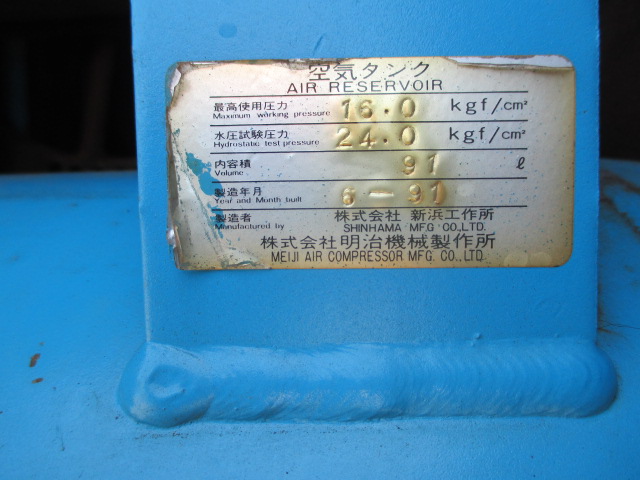 空気タンク
AIR RESERVOIR
最高使用圧力 16.0 kgf/cm²
Maximum working pressure
水圧試験圧力 24.0 kgf/cm²
Hydrostatic test pressure
内容積 91 ℓ
Volume
製造年月 6-91
Year and Month built
製造者 株式会社 新浜工作所
Manufactured by SHINHAMA MFG.CO.,LTD.
株式会社明治機械製作所
MEIJI AIR COMPRESSOR MFG. CO., LTD.